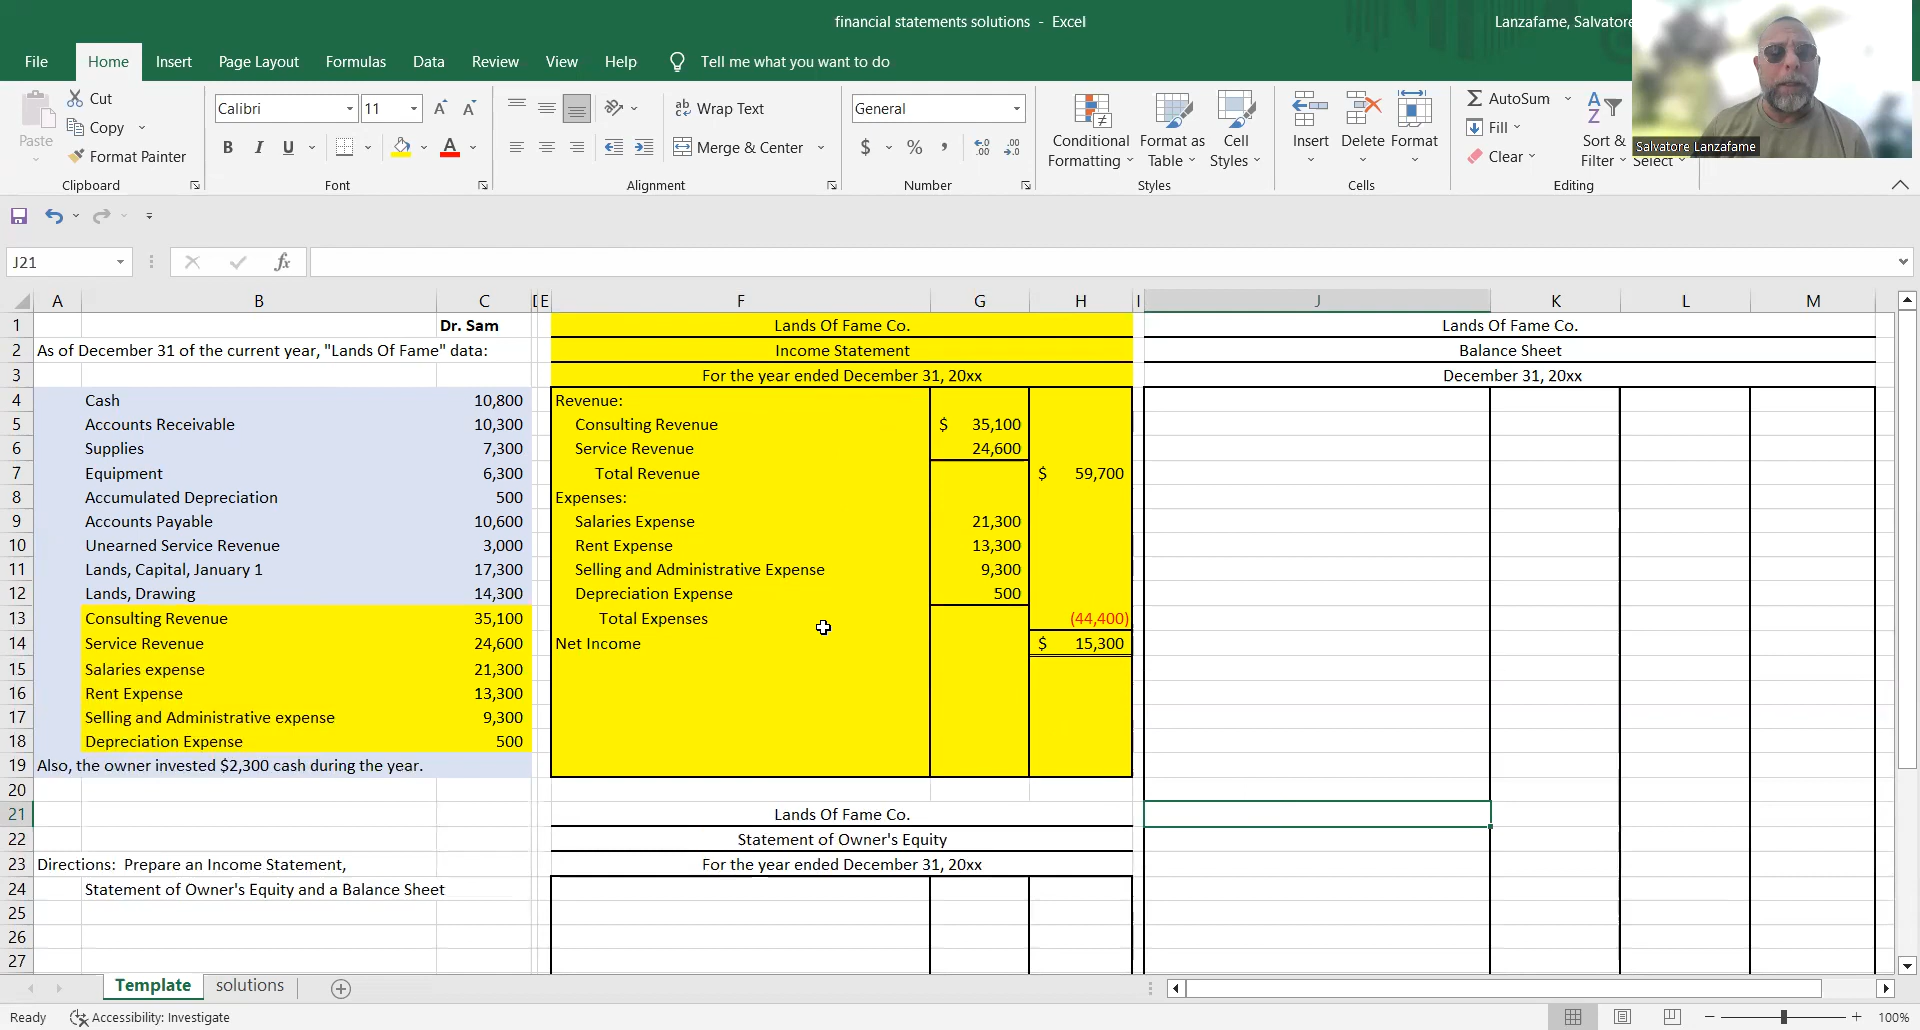 financial statements solutions - Excel
Lanzafame, Salvatore
File Home Insert Page Layout Formulas Data Review View Help Tell me what you want to do
Paste
Cut
Copy
Format Painter
Clipboard
Calibri 11
B I U
Font
Wrap Text
Merge & Center
Alignment
General
$ % ,
Number
Conditional Formatting
Format as Table
Cell Styles
Styles
Insert Delete Format
Cells
AutoSum
Fill
Clear
Sort & Filter
Select
Editing
Salvatore Lanzafame
J21
fx
A B C D E F G H I J K L M
1 Dr. Sam Lands Of Fame Co. Lands Of Fame Co.
2 As of December 31 of the current year, "Lands Of Fame" data: Income Statement Balance Sheet
3 For the year ended December 31, 20xx December 31, 20xx
4 Cash 10,800 Revenue:
5 Accounts Receivable 10,300 Consulting Revenue $ 35,100
6 Supplies 7,300 Service Revenue 24,600
7 Equipment 6,300 Total Revenue $ 59,700
8 Accumulated Depreciation 500 Expenses:
9 Accounts Payable 10,600 Salaries Expense 21,300
10 Unearned Service Revenue 3,000 Rent Expense 13,300
11 Lands, Capital, January 1 17,300 Selling and Administrative Expense 9,300
12 Lands, Drawing 14,300 Depreciation Expense 500
13 Consulting Revenue 35,100 Total Expenses (44,400)
14 Service Revenue 24,600 Net Income $ 15,300
15 Salaries expense 21,300
16 Rent Expense 13,300
17 Selling and Administrative expense 9,300
18 Depreciation Expense 500
19 Also, the owner invested $2,300 cash during the year.
20
21 Lands Of Fame Co.
22 Statement of Owner's Equity
23 Directions: Prepare an Income Statement, For the year ended December 31, 20xx
24 Statement of Owner's Equity and a Balance Sheet
25
26
27
Template solutions
Ready Accessibility: Investigate 100%